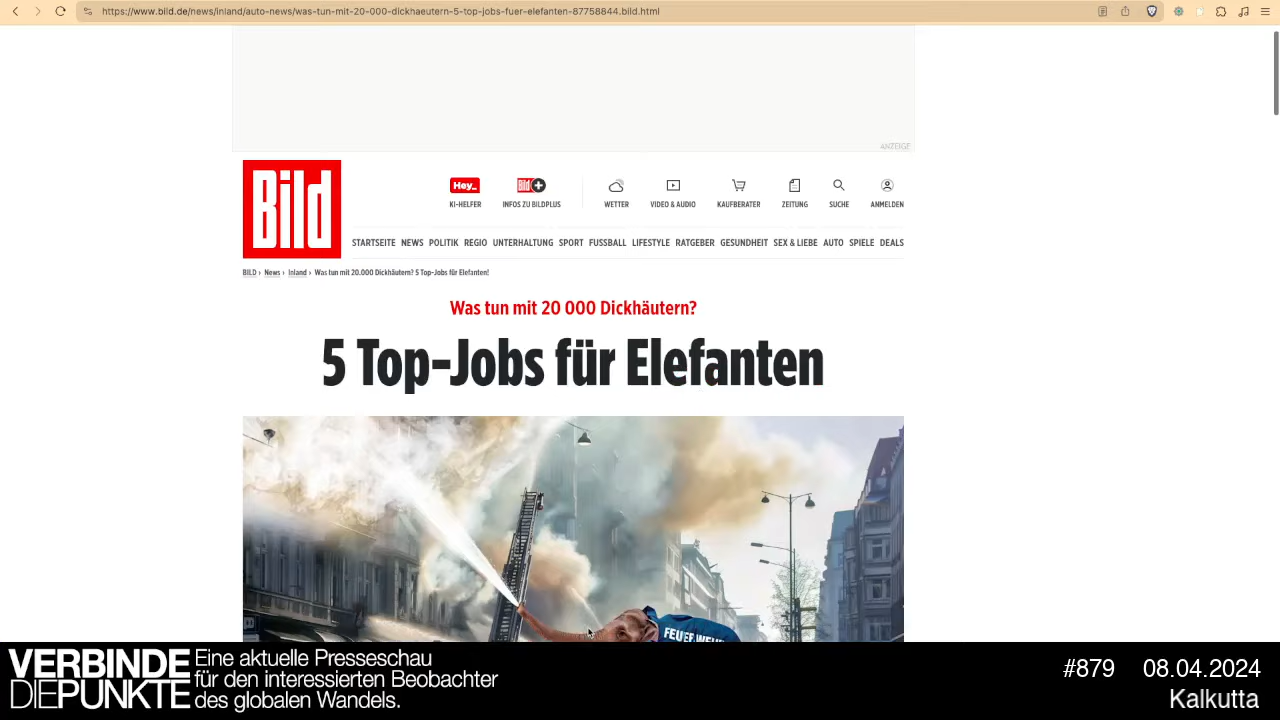 https://www.bild.de/news/inland/auto-news/inland/was-tun-mit-20000-dickhaeutern-5-top-jobs-fuer-elefanten-87758844.bild.html
ANZEIGE
Bild
Hey_
Bild
KI-HELFER INFOS ZU BILDPLUS WETTER VIDEO & AUDIO KAUFBERATER ZEITUNG SUCHE ANMELDEN
STARTSEITE NEWS POLITIK REGIO UNTERHALTUNG SPORT FUSSBALL LIFESTYLE RATGEBER GESUNDHEIT SEX & LIEBE AUTO SPIELE DEALS
BILD › News › Inland › Was tun mit 20.000 Dickhäutern? 5 Top-Jobs für Elefanten!
Was tun mit 20 000 Dickhäutern?
5 Top-Jobs für Elefanten
VERBINDE
DIEPUNKTE
Eine aktuelle Presseschau
für den interessierten Beobachter
des globalen Wandels.
#879 08.04.2024
Kalkutta